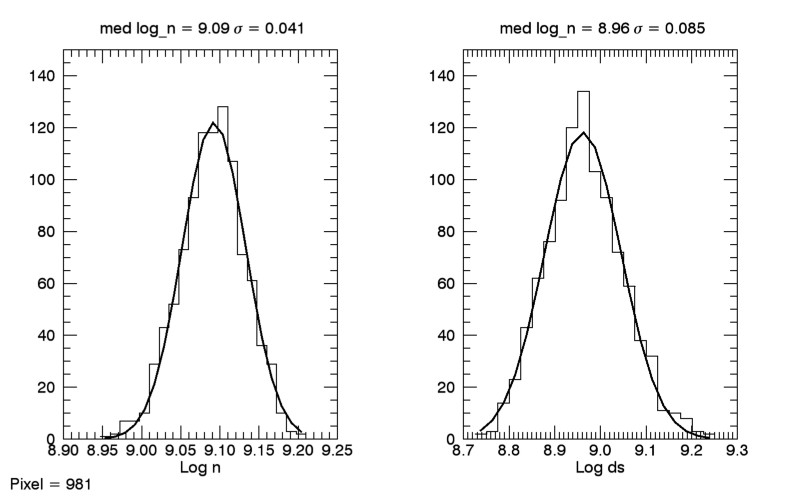 med log_n = 9.09 σ = 0.041
med log_n = 8.96 σ = 0.085
140
120
100
80
60
40
20
0
8.90 8.95 9.00 9.05 9.10 9.15 9.20 9.25
Log n
140
120
100
80
60
40
20
0
8.7 8.8 8.9 9.0 9.1 9.2 9.3
Log ds
Pixel = 981